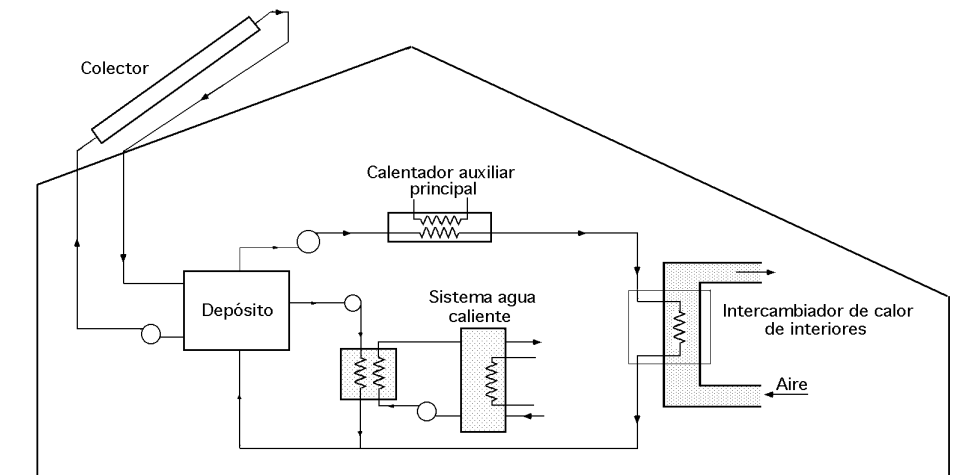 Colector
Calentador auxiliar
principal
Depósito
Sistema agua
caliente
Intercambiador de calor
de interiores
Aire